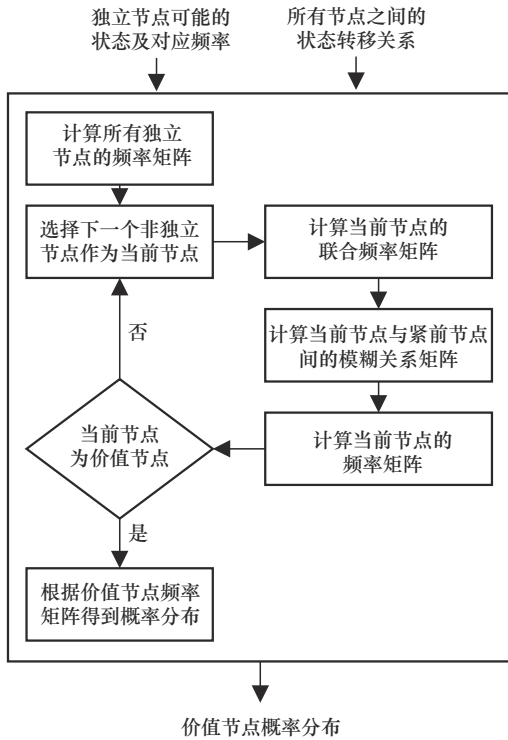 独立节点可能的
状态及对应频率
所有节点之间的
状态转移关系
计算所有独立
节点的频率矩阵
选择下一个非独立
节点作为当前节点
计算当前节点的
联合频率矩阵
否
计算当前节点与紧前节点
间的模糊关系矩阵
当前节点
为价值节点
计算当前节点的
频率矩阵
是
根据价值节点频率
矩阵得到概率分布
价值节点概率分布